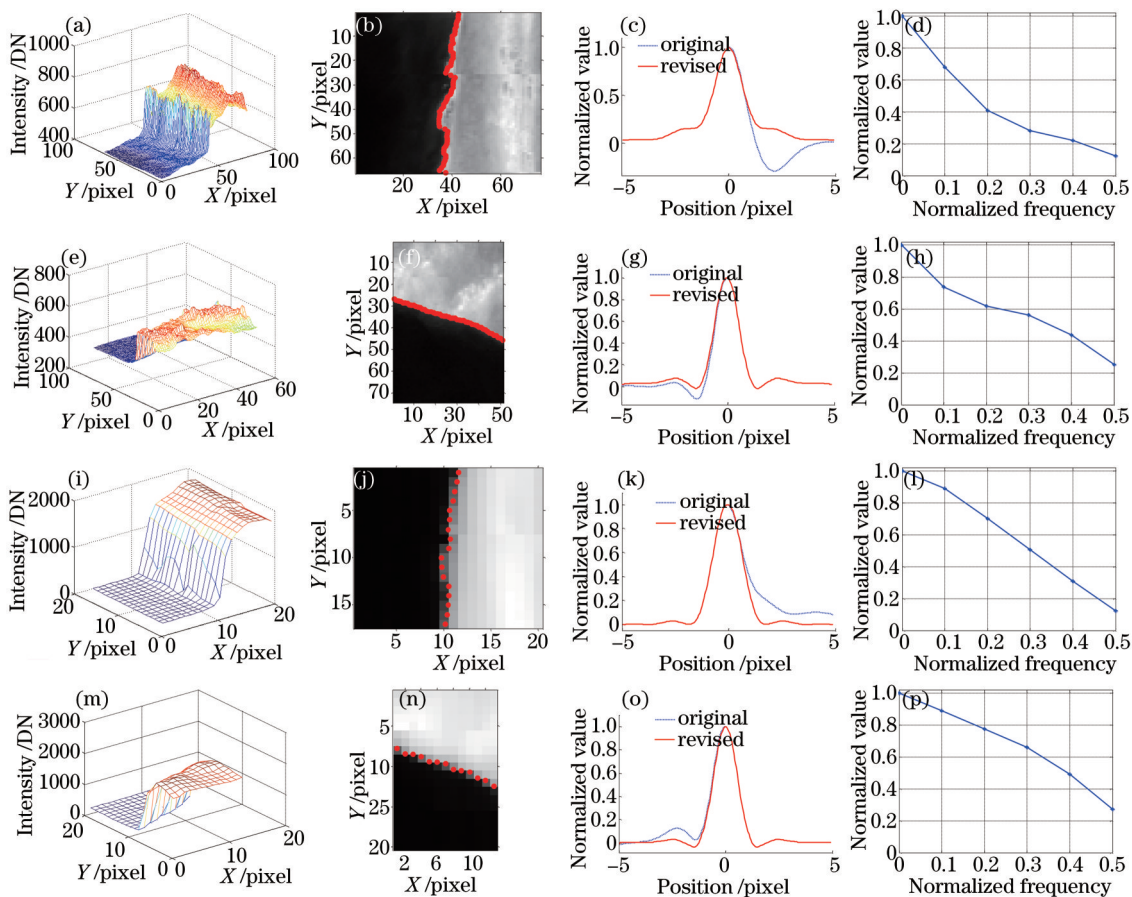 (a)
Intensity /DN
1000
800
600
400
100
50
0
Y /pixel
0
50
100
X /pixel
(b)
Y /pixel
10
20
30
40
50
60
20 40 60
X /pixel
(c)
original
revised
Normalized value
1.0
0.5
0
−5 0 5
Position /pixel
(d)
Normalized value
1.0
0.8
0.6
0.4
0.2
0
0 0.1 0.2 0.3 0.4 0.5
Normalized frequency
(e)
Intensity /DN
800
600
400
200
100
50
0
Y /pixel
0
20
40
60
X /pixel
(f)
Y /pixel
10
20
30
40
50
60
70
10 30 50
X /pixel
(g)
original
revised
Normalized value
1.0
0.8
0.6
0.4
0.2
0
−5 0 5
Position /pixel
(h)
Normalized value
1.0
0.8
0.6
0.4
0.2
0
0 0.1 0.2 0.3 0.4 0.5
Normalized frequency
(i)
Intensity /DN
2000
1000
0
20
10
0
Y /pixel
0
10
20
X /pixel
(j)
Y /pixel
5
10
15
5 10 15 20
X /pixel
(k)
original
revised
Normalized value
1.0
0.8
0.6
0.4
0.2
0
−5 0 5
Position /pixel
(l)
Normalized value
1.0
0.8
0.6
0.4
0.2
0
0 0.1 0.2 0.3 0.4 0.5
Normalized frequency
(m)
Intensity /DN
3000
2000
1000
0
20
10
0
Y /pixel
0
10
20
X /pixel
(n)
Y /pixel
5
10
25
20
2 6 10
X /pixel
(o)
original
revised
Normalized value
1.0
0.8
0.6
0.4
0.2
0
−5 0 5
Position /pixel
(p)
Normalized value
1.0
0.8
0.6
0.4
0.2
0
0 0.1 0.2 0.3 0.4 0.5
Normalized frequency